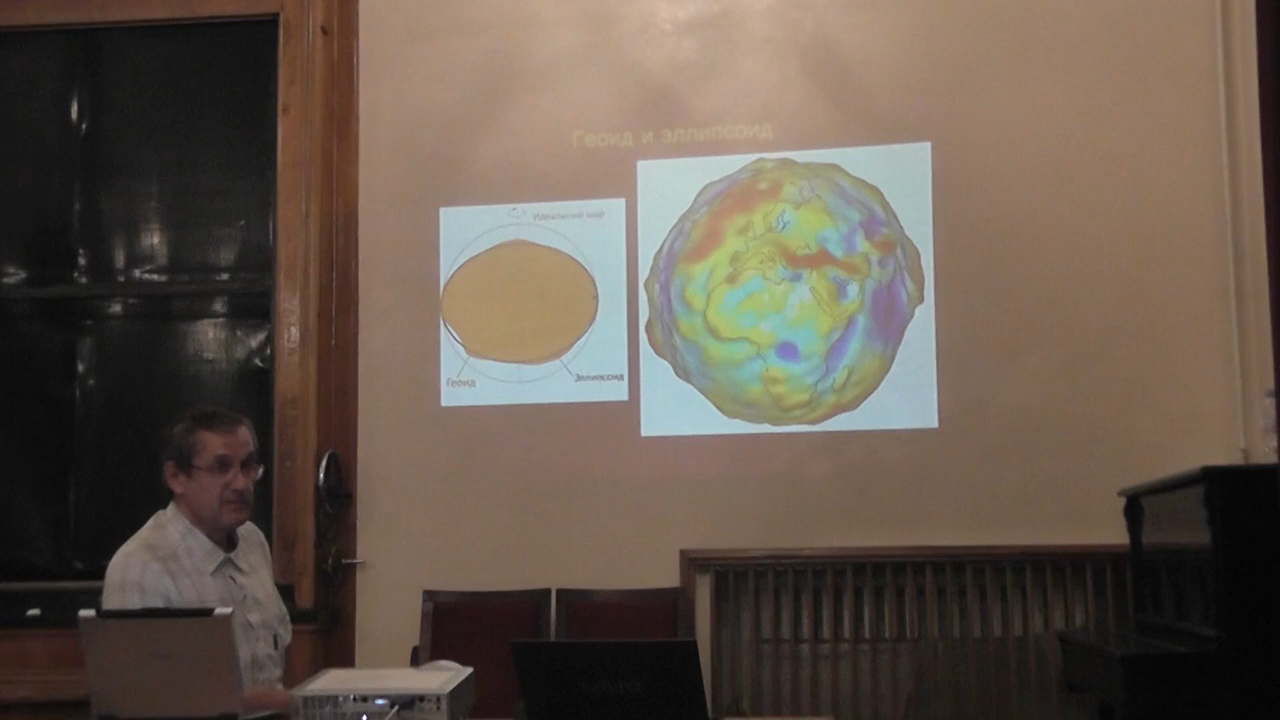 Геоид и эллипсоид
Идеальный шар
Геоид
Эллипсоид